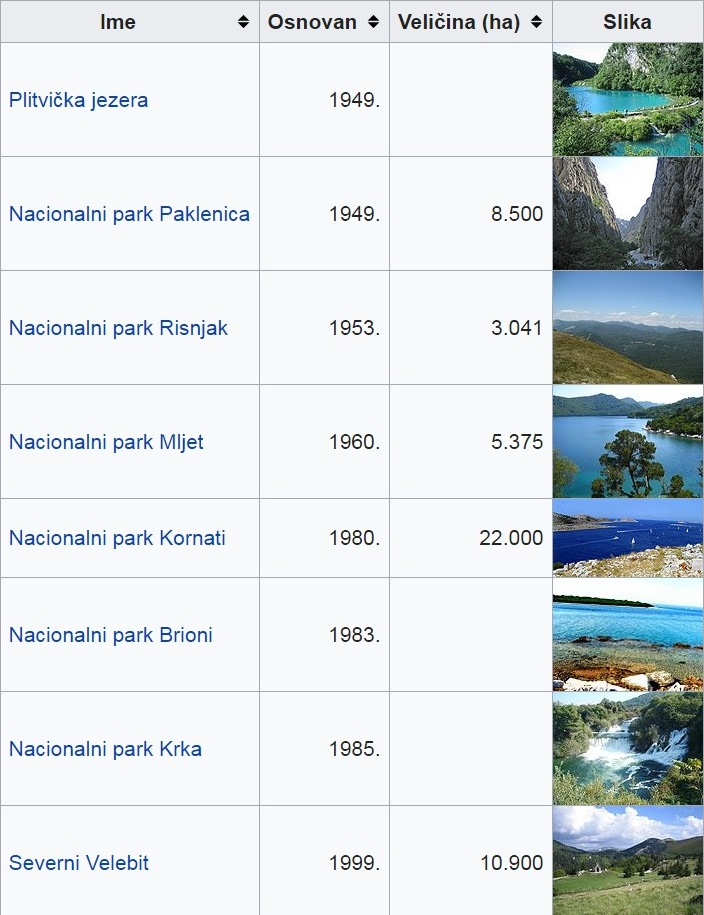 Ime Osnovan Veličina (ha) Slika
Plitvička jezera 1949.
Nacionalni park Paklenica 1949. 8.500
Nacionalni park Risnjak 1953. 3.041
Nacionalni park Mljet 1960. 5.375
Nacionalni park Kornati 1980. 22.000
Nacionalni park Brioni 1983.
Nacionalni park Krka 1985.
Severni Velebit 1999. 10.900